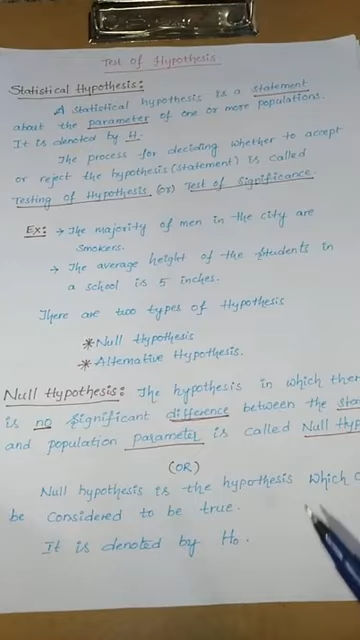 Test of Hypothesis
Statistical Hypothesis:
A statistical hypothesis is a statement
about the parameter of one or more populations.
It is denoted by H.
The process for deciding whether to accept
or reject the hypothesis (statement) is called
Testing of Hypothesis (or) Test of Significance.
Ex: → The majority of men in the city are
smokers.
→ The average height of the students in
a school is 5 inches.
There are two types of Hypothesis
* Null Hypothesis
* Alternative Hypothesis.
Null Hypothesis: The hypothesis in which ther
is no significant difference between the sta
and population parameter is called Null Hyp
(OR)
Null hypothesis is the hypothesis which c
be considered to be true.
It is denoted by H₀.